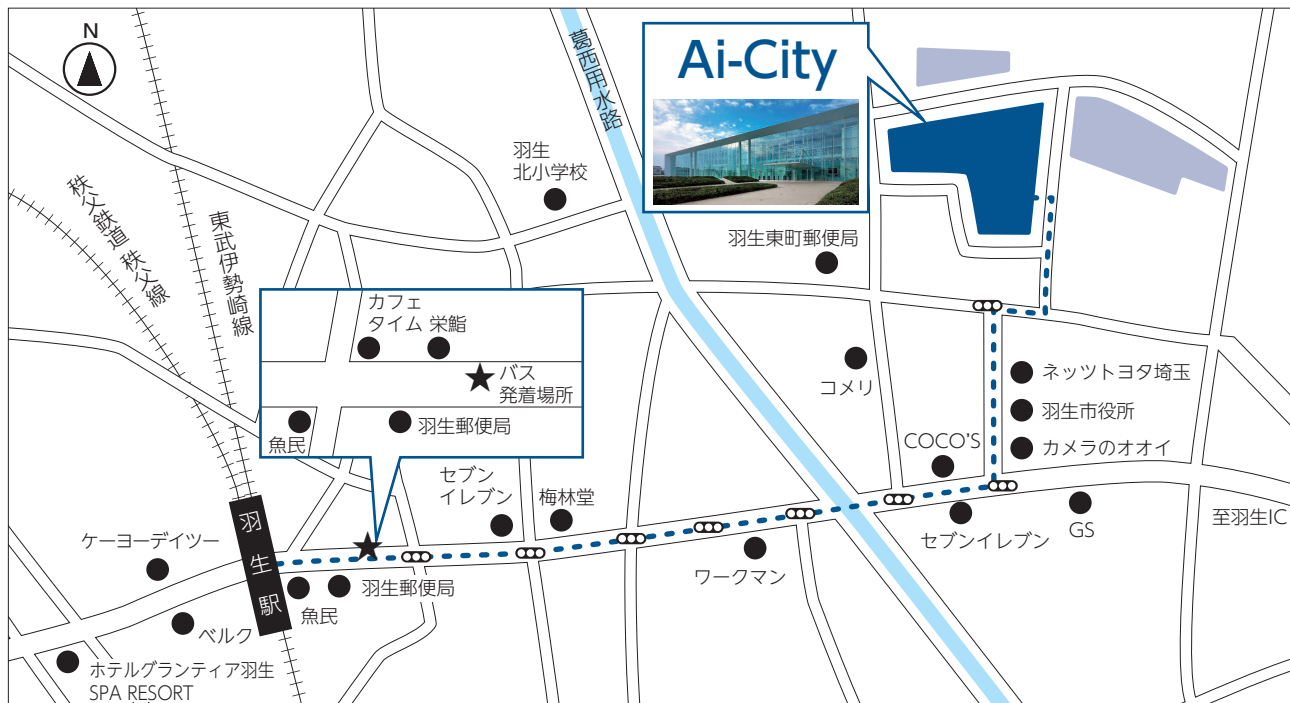 N
葛西用水路
Ai-City
羽生
北小学校
秩父鉄道 秩父線
東武伊勢崎線
羽生東町郵便局
カフェ
タイム 栄鮨
バス
発着場所
魚民
羽生郵便局
コメリ
ネッツトヨタ埼玉
羽生市役所
カメラのオオイ
COCO'S
セブン
イレブン
梅林堂
GS
至羽生IC
セブンイレブン
ワークマン
ケーヨーデイツー
羽生駅
羽生郵便局
魚民
ベルク
ホテルグランティア羽生
SPA RESORT